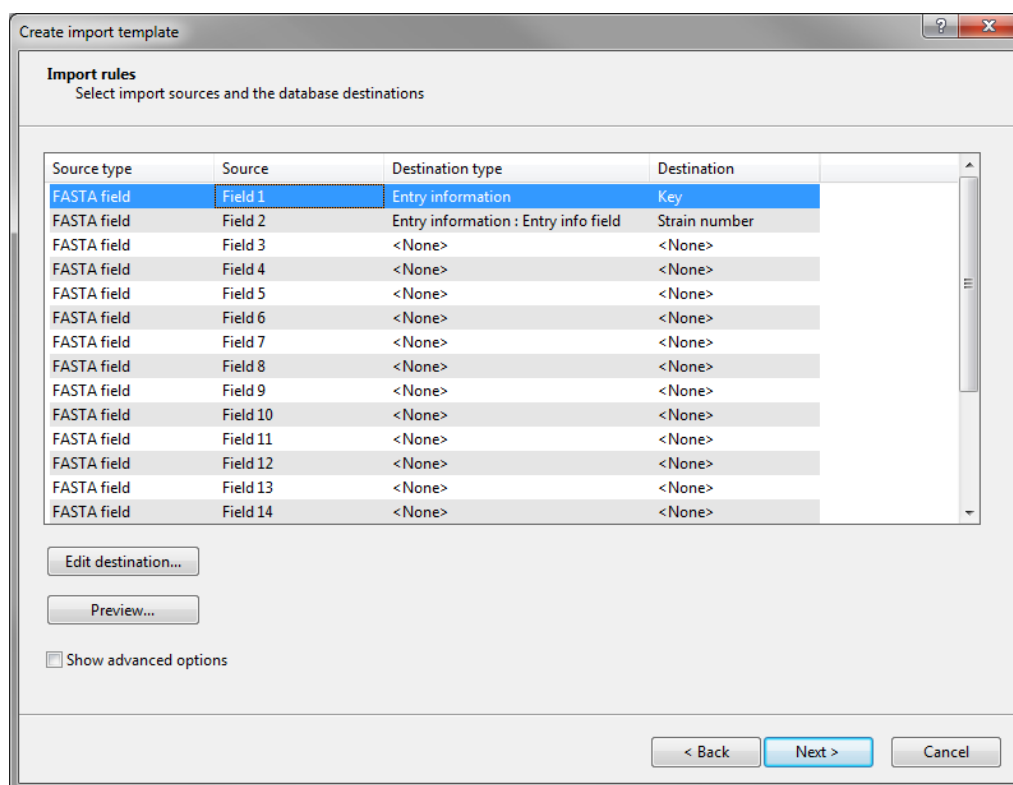 Create import template
?
X
Import rules
Select import sources and the database destinations
Source type Source Destination type Destination
FASTA field Field 1 Entry information Key
FASTA field Field 2 Entry information : Entry info field Strain number
FASTA field Field 3 <None> <None>
FASTA field Field 4 <None> <None>
FASTA field Field 5 <None> <None>
FASTA field Field 6 <None> <None>
FASTA field Field 7 <None> <None>
FASTA field Field 8 <None> <None>
FASTA field Field 9 <None> <None>
FASTA field Field 10 <None> <None>
FASTA field Field 11 <None> <None>
FASTA field Field 12 <None> <None>
FASTA field Field 13 <None> <None>
FASTA field Field 14 <None> <None>
Edit destination...
Preview...
Show advanced options
< Back Next > Cancel